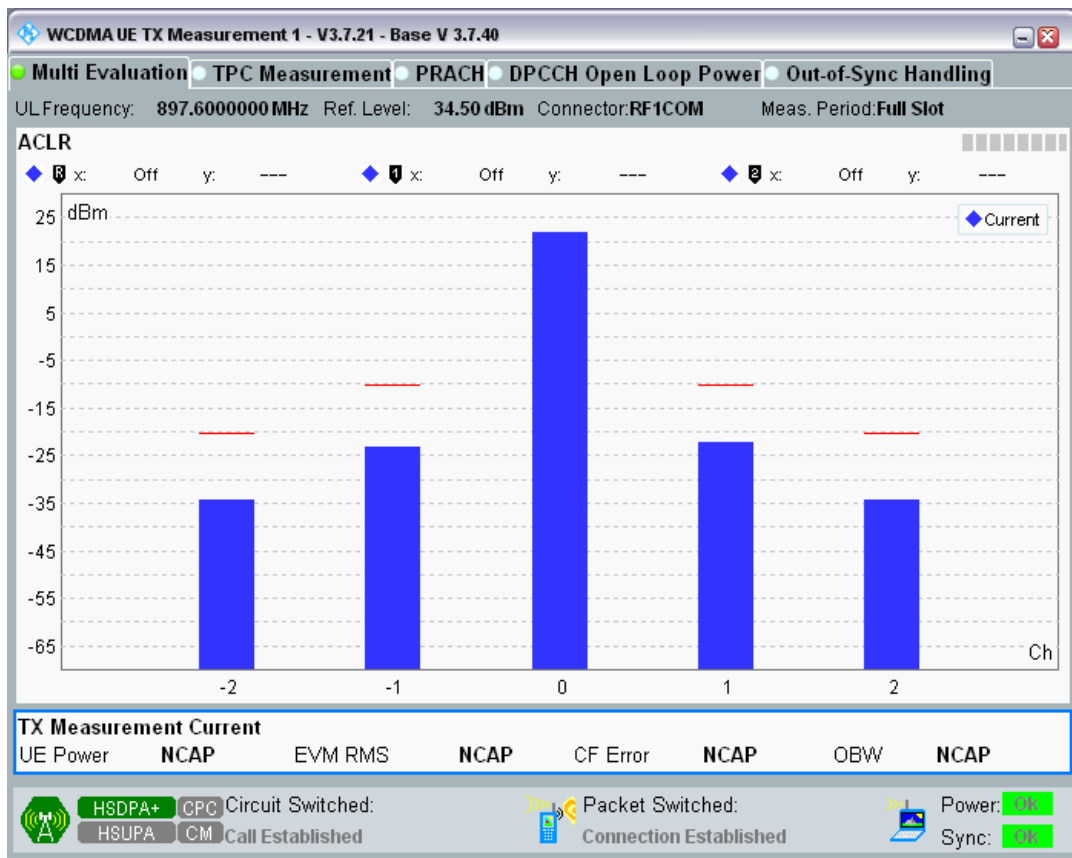 WCDMA UE TX Measurement 1 - V3.7.21 - Base V 3.7.40
Multi Evaluation TPC Measurement PRACH DPCCH Open Loop Power Out-of-Sync Handling
UL Frequency: 897.6000000 MHz Ref. Level: 34.50 dBm Connector: RF1COM Meas. Period: Full Slot
ACLR
R x: Off y: --- 1 x: Off y: --- 2 x: Off y: ---
dBm
Current
25
15
5
-5
-15
-25
-35
-45
-55
-65
Ch
-2 -1 0 1 2
TX Measurement Current
UE Power NCAP EVM RMS NCAP CF Error NCAP OBW NCAP
HSDPA+ CPC Circuit Switched: Packet Switched: Power: Ok
HSUPA CM Call Established Connection Established Sync: Ok